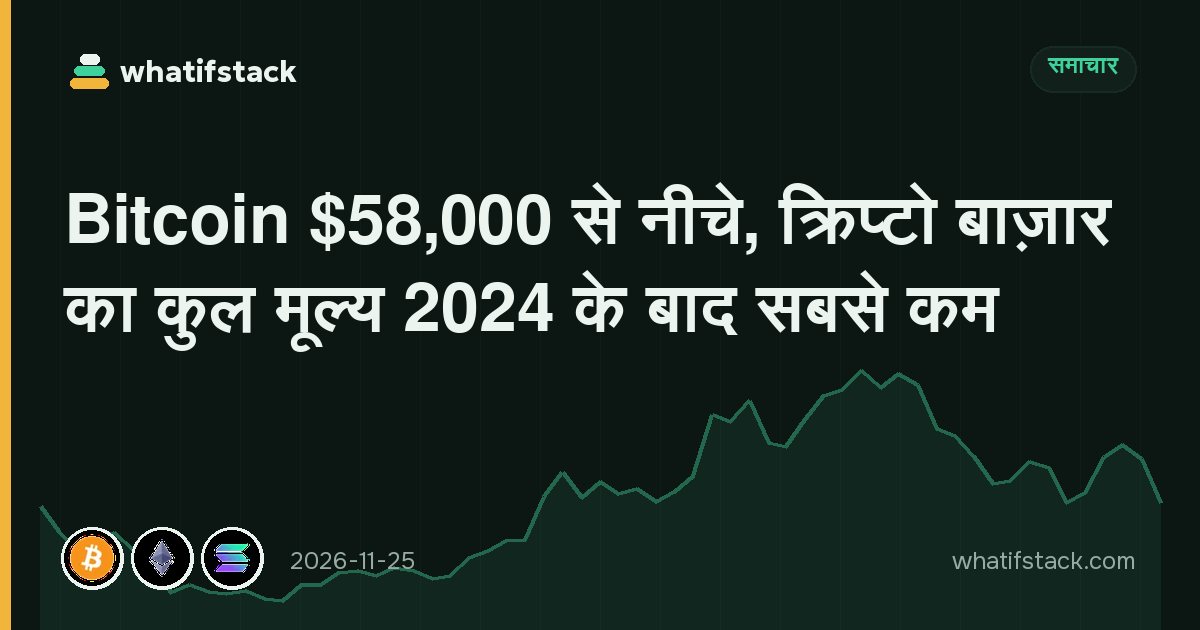 whatifstack
समाचार
Bitcoin $58,000 से नीचे, क्रिप्टो बाज़ार
का कुल मूल्य 2024 के बाद सबसे कम
2026-11-25
whatifstack.com